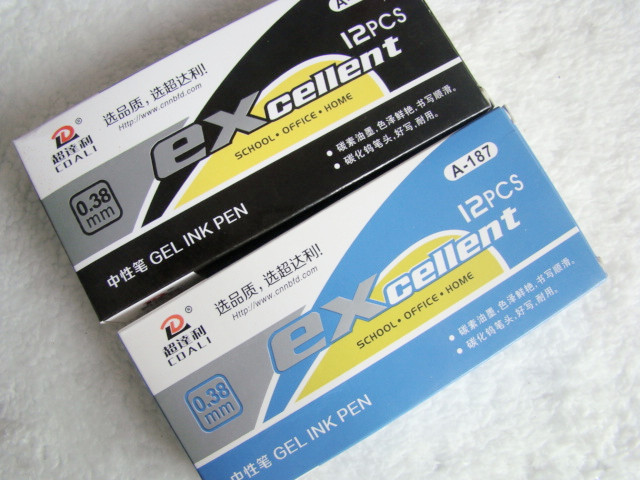 12PCS
excellent
SCHOOL • OFFICE • HOME
选品质，选超达利!
Http://www.cnnbfd.com
®
超達利
COALI
0.38
mm
• 碳素油墨，色泽鲜艳，书写顺滑。
• 碳化钨笔头，好写，耐用。
中性笔 GEL INK PEN
A-187
12PCS
excellent
SCHOOL • OFFICE • HOME
选品质，选超达利!
Http://www.cnnbfd.com
®
超達利
COALI
0.38
mm
• 碳素油墨，色泽鲜艳，书写顺滑。
• 碳化钨笔头，好写，耐用。
中性笔 GEL INK PEN